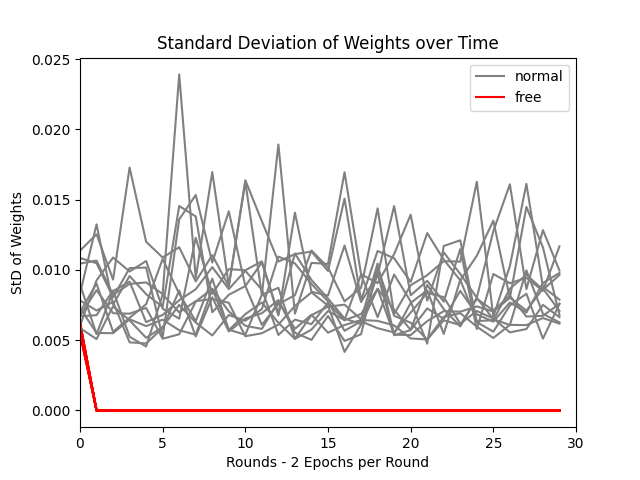 Standard Deviation of Weights over Time
StD of Weights
0.025
0.020
0.015
0.010
0.005
0.000
normal
free
0 5 10 15 20 25 30
Rounds - 2 Epochs per Round